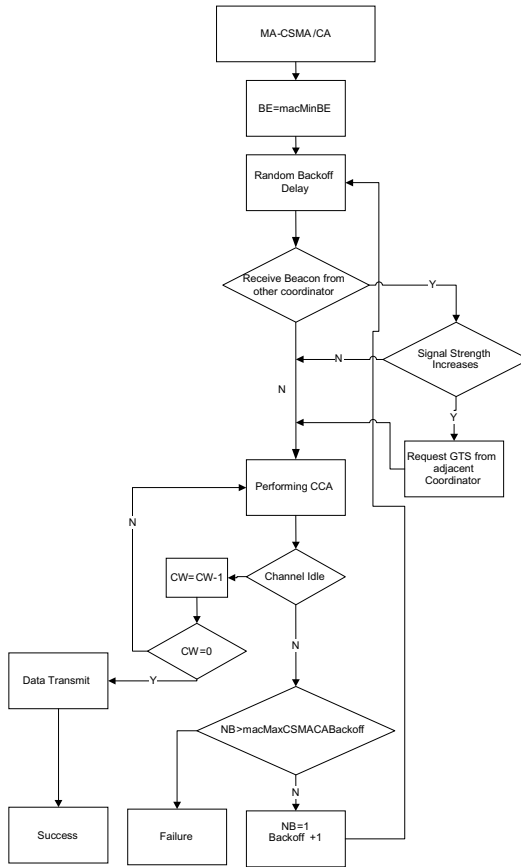 MA-CSMA/CA
BE=macMinBE
Random Backoff
Delay
Receive Beacon from
other coordinator
Y
Signal Strength
Increases
N
N
Y
Request GTS from
adjacent
Coordinator
Performing CCA
N
Channel Idle
CW=CW-1
CW=0
N
Y
Data Transmit
NB>macMaxCSMACABackoff
N
NB=1
Backoff +1
Success
Failure